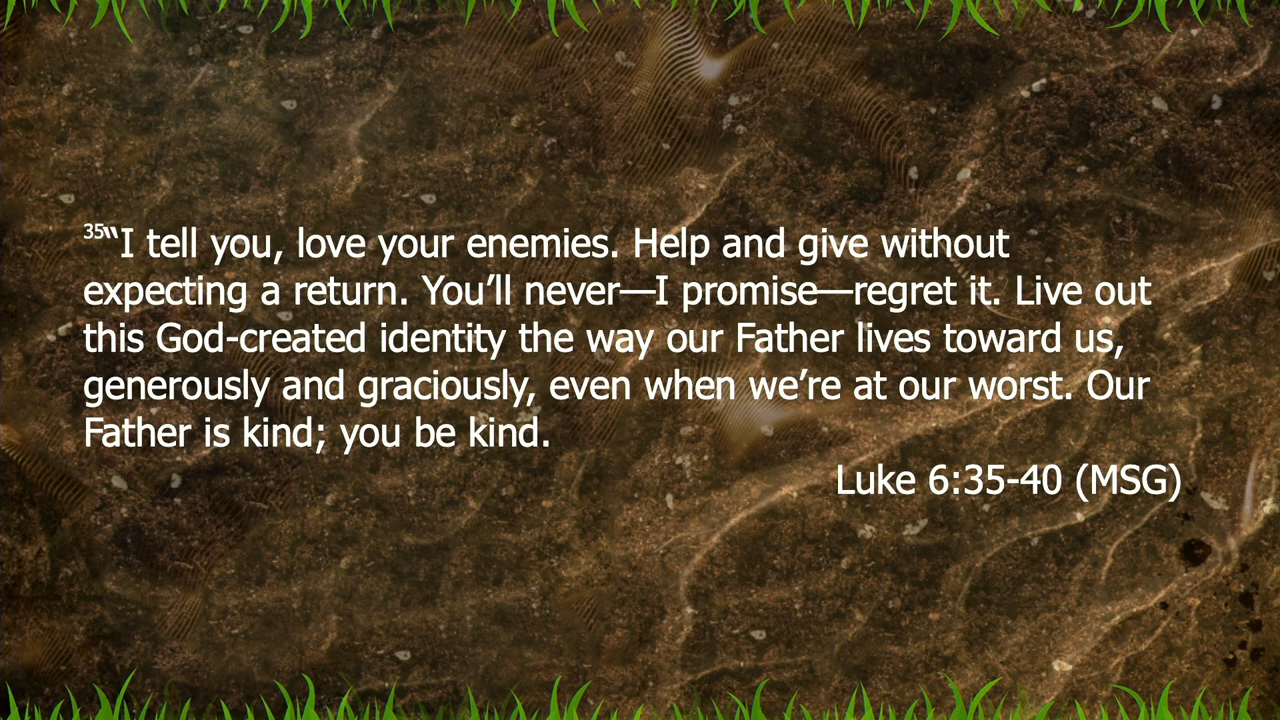 35“I tell you, love your enemies. Help and give without
expecting a return. You’ll never—I promise—regret it. Live out
this God-created identity the way our Father lives toward us,
generously and graciously, even when we’re at our worst. Our
Father is kind; you be kind.
Luke 6:35-40 (MSG)